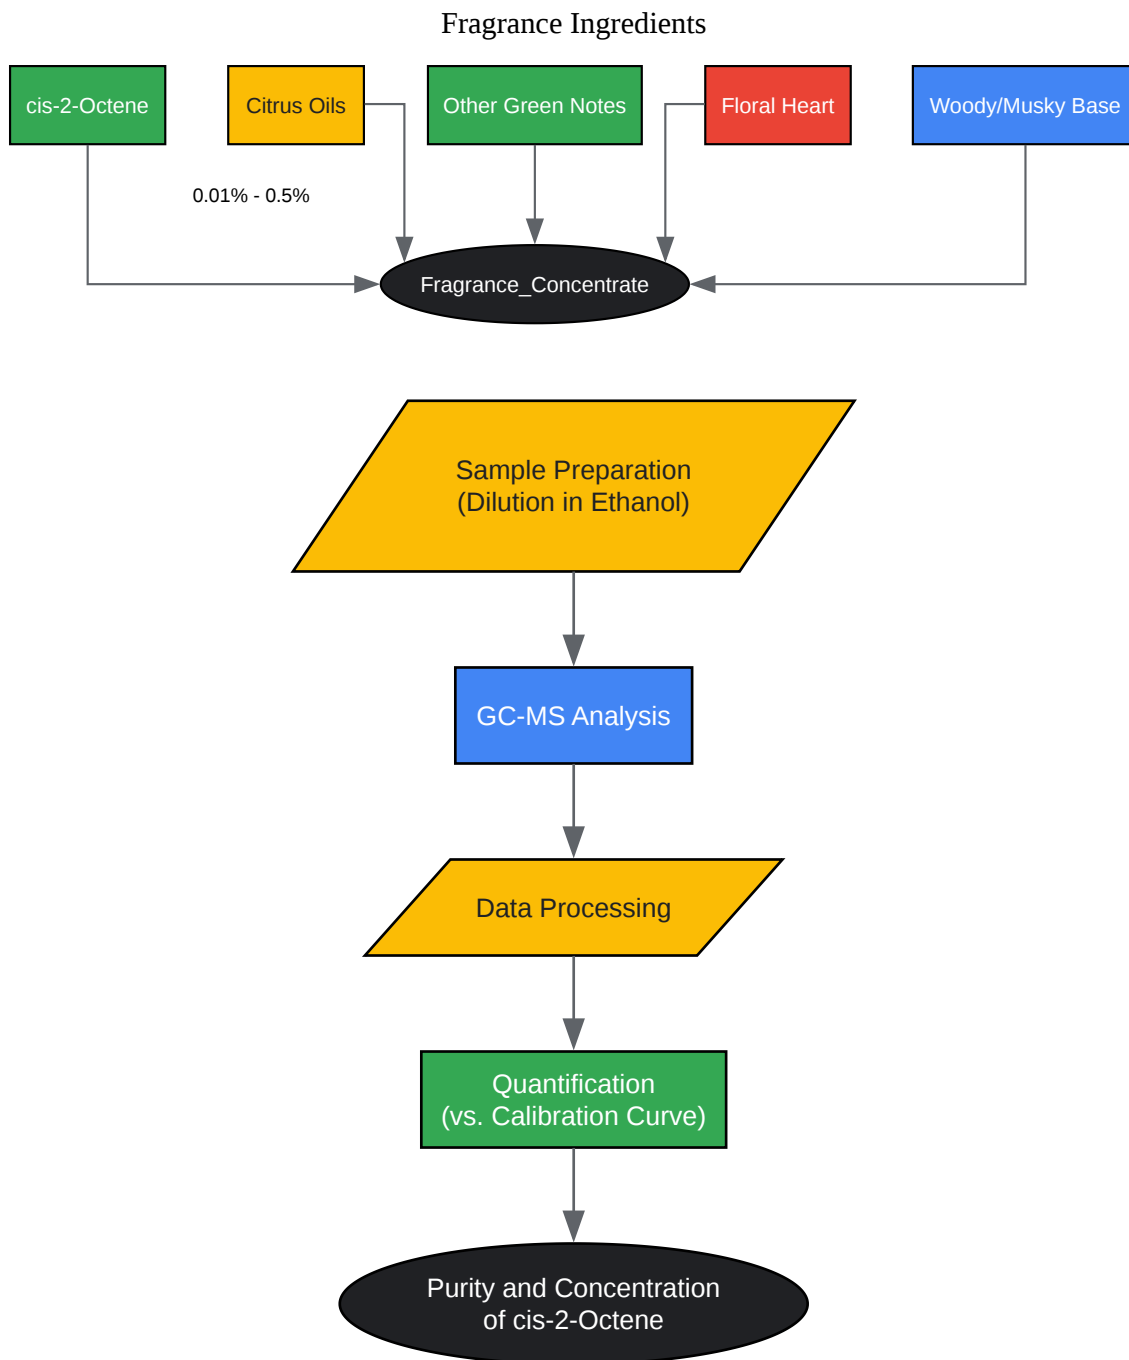 Fragrance Ingredients
cis-2-Octene
Citrus Oils
Other Green Notes
Floral Heart
Woody/Musky Base
0.01% - 0.5%
Fragrance_Concentrate
Sample Preparation
(Dilution in Ethanol)
GC-MS Analysis
Data Processing
Quantification
(vs. Calibration Curve)
Purity and Concentration
of cis-2-Octene